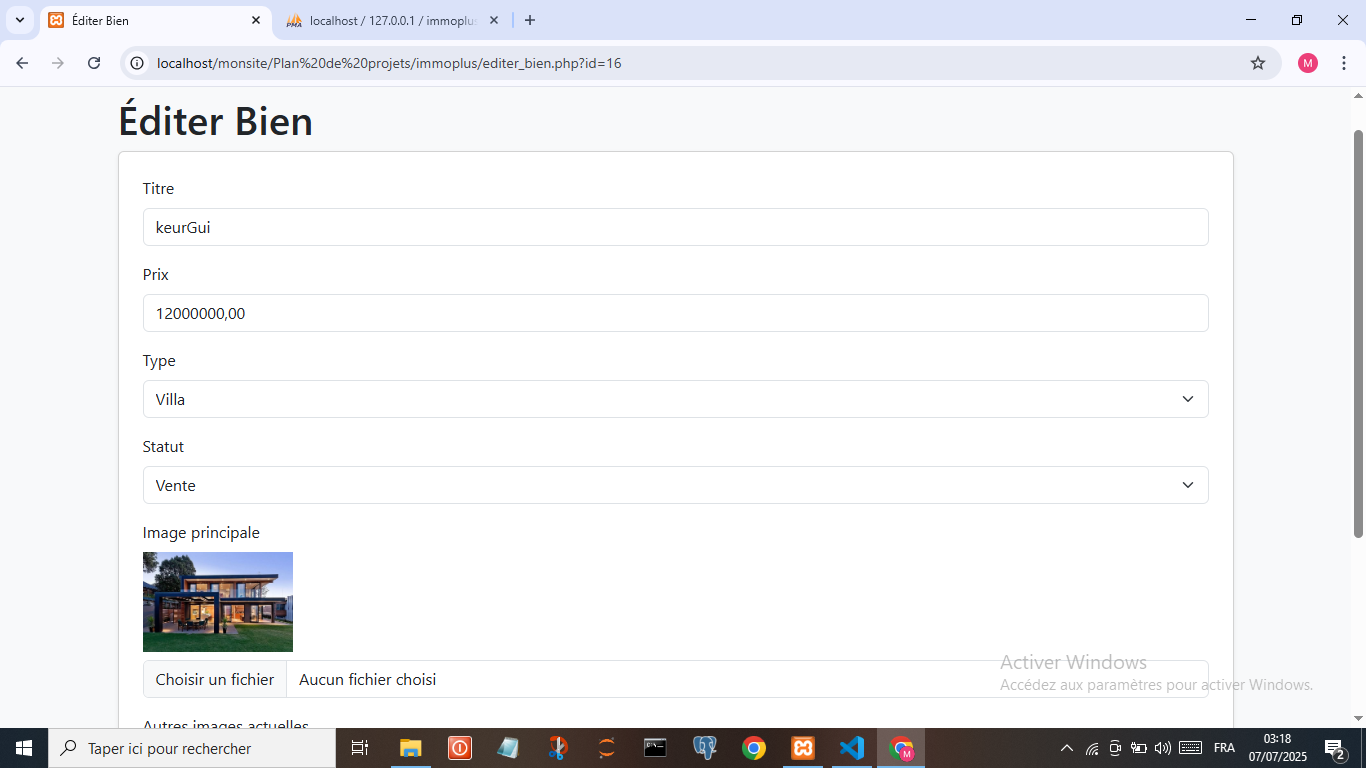 Éditer Bien
localhost / 127.0.0.1 / immoplus
localhost/monsite/Plan%20de%20projets/immoplus/editer_bien.php?id=16
M
Éditer Bien
Titre
keurGui
Prix
12000000,00
Type
Villa
Statut
Vente
Image principale
Choisir un fichier
Aucun fichier choisi
Autres images actuelles
Activer Windows
Accédez aux paramètres pour activer Windows.
Taper ici pour rechercher
M
FRA
03:18
07/07/2025
2